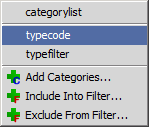 categorylist
typecode
typefilter
Add Categories...
Include Into Filter...
Exclude From Filter...